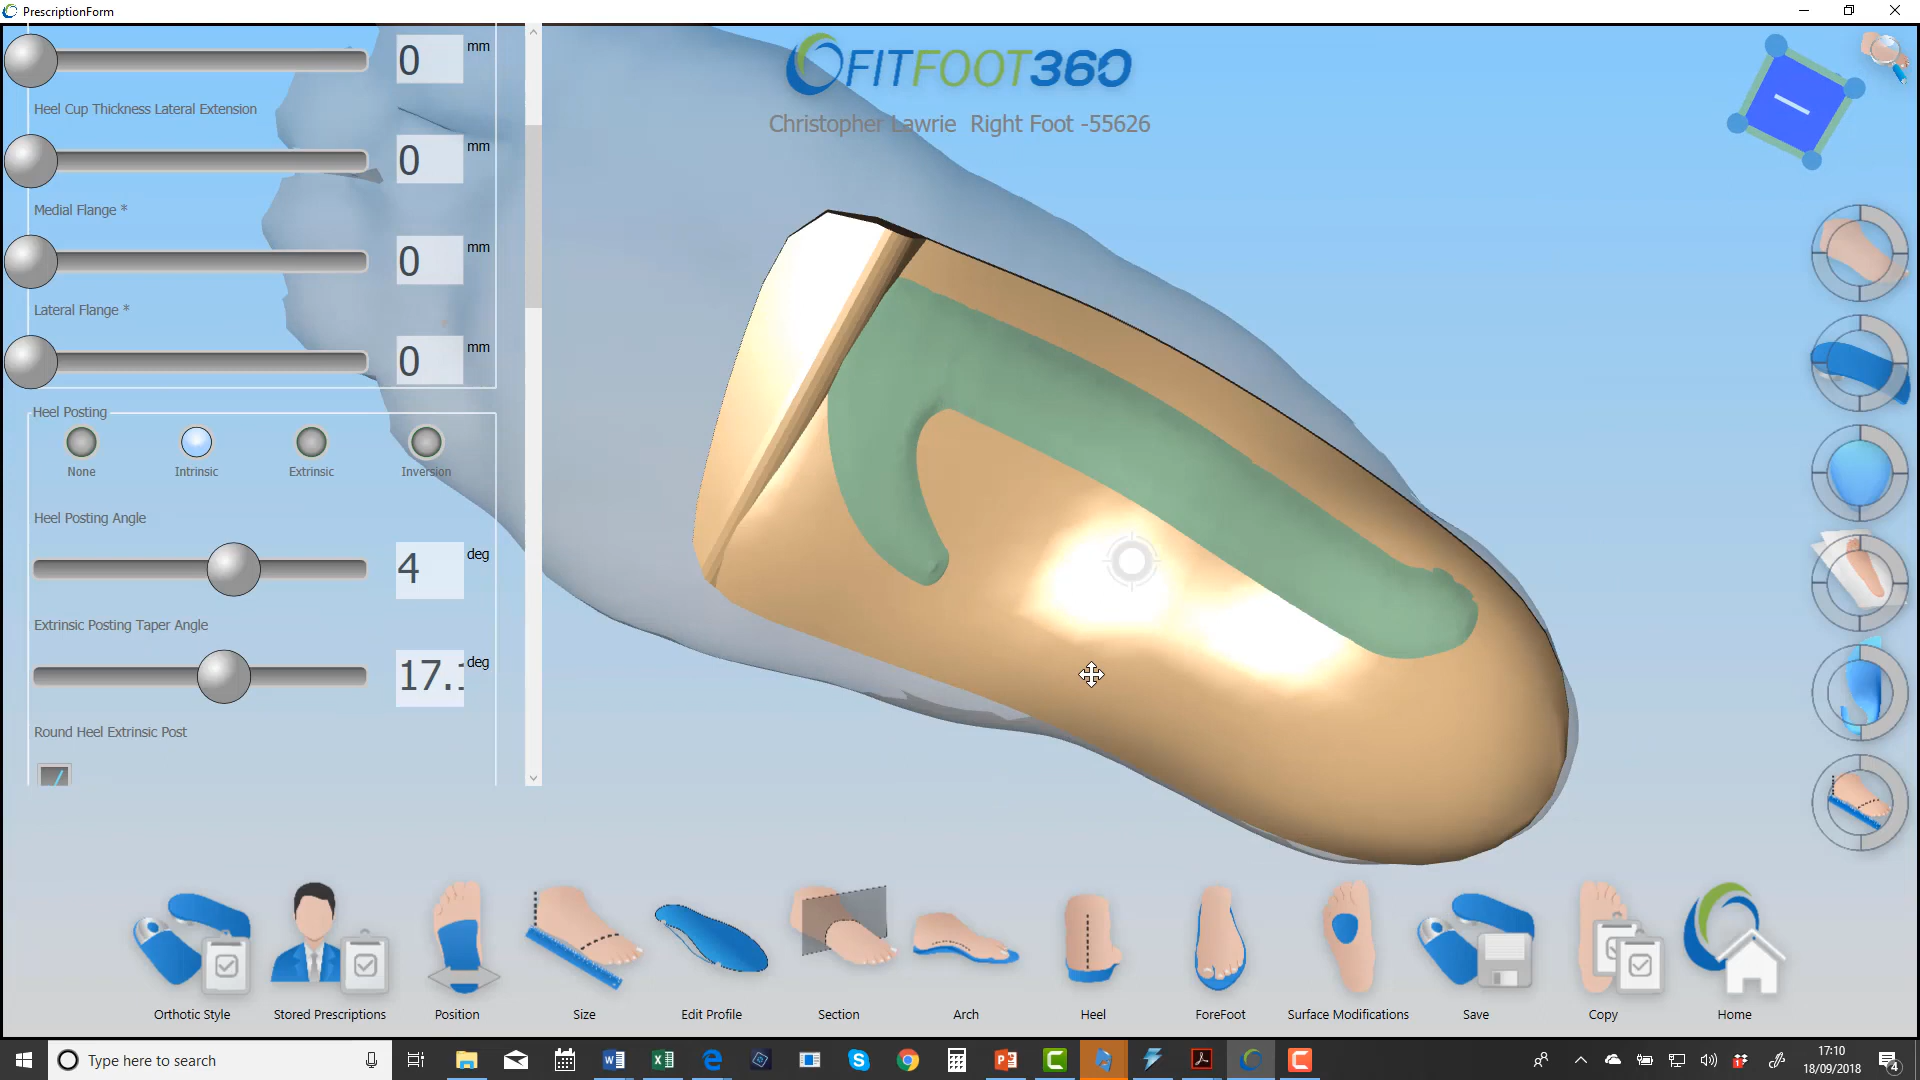 PrescriptionForm
FITFOOT360
Christopher Lawrie Right Foot -55626
0 mm
Heel Cup Thickness Lateral Extension
0 mm
Medial Flange *
0 mm
Lateral Flange *
0 mm
Heel Posting
None Intrinsic Extrinsic Inversion
Heel Posting Angle
4 deg
Extrinsic Posting Taper Angle
17. deg
Round Heel Extrinsic Post
Orthotic Style Stored Prescriptions Position Size Edit Profile Section Arch Heel ForeFoot Surface Modifications Save Copy Home
Type here to search
17:10
18/09/2018
4